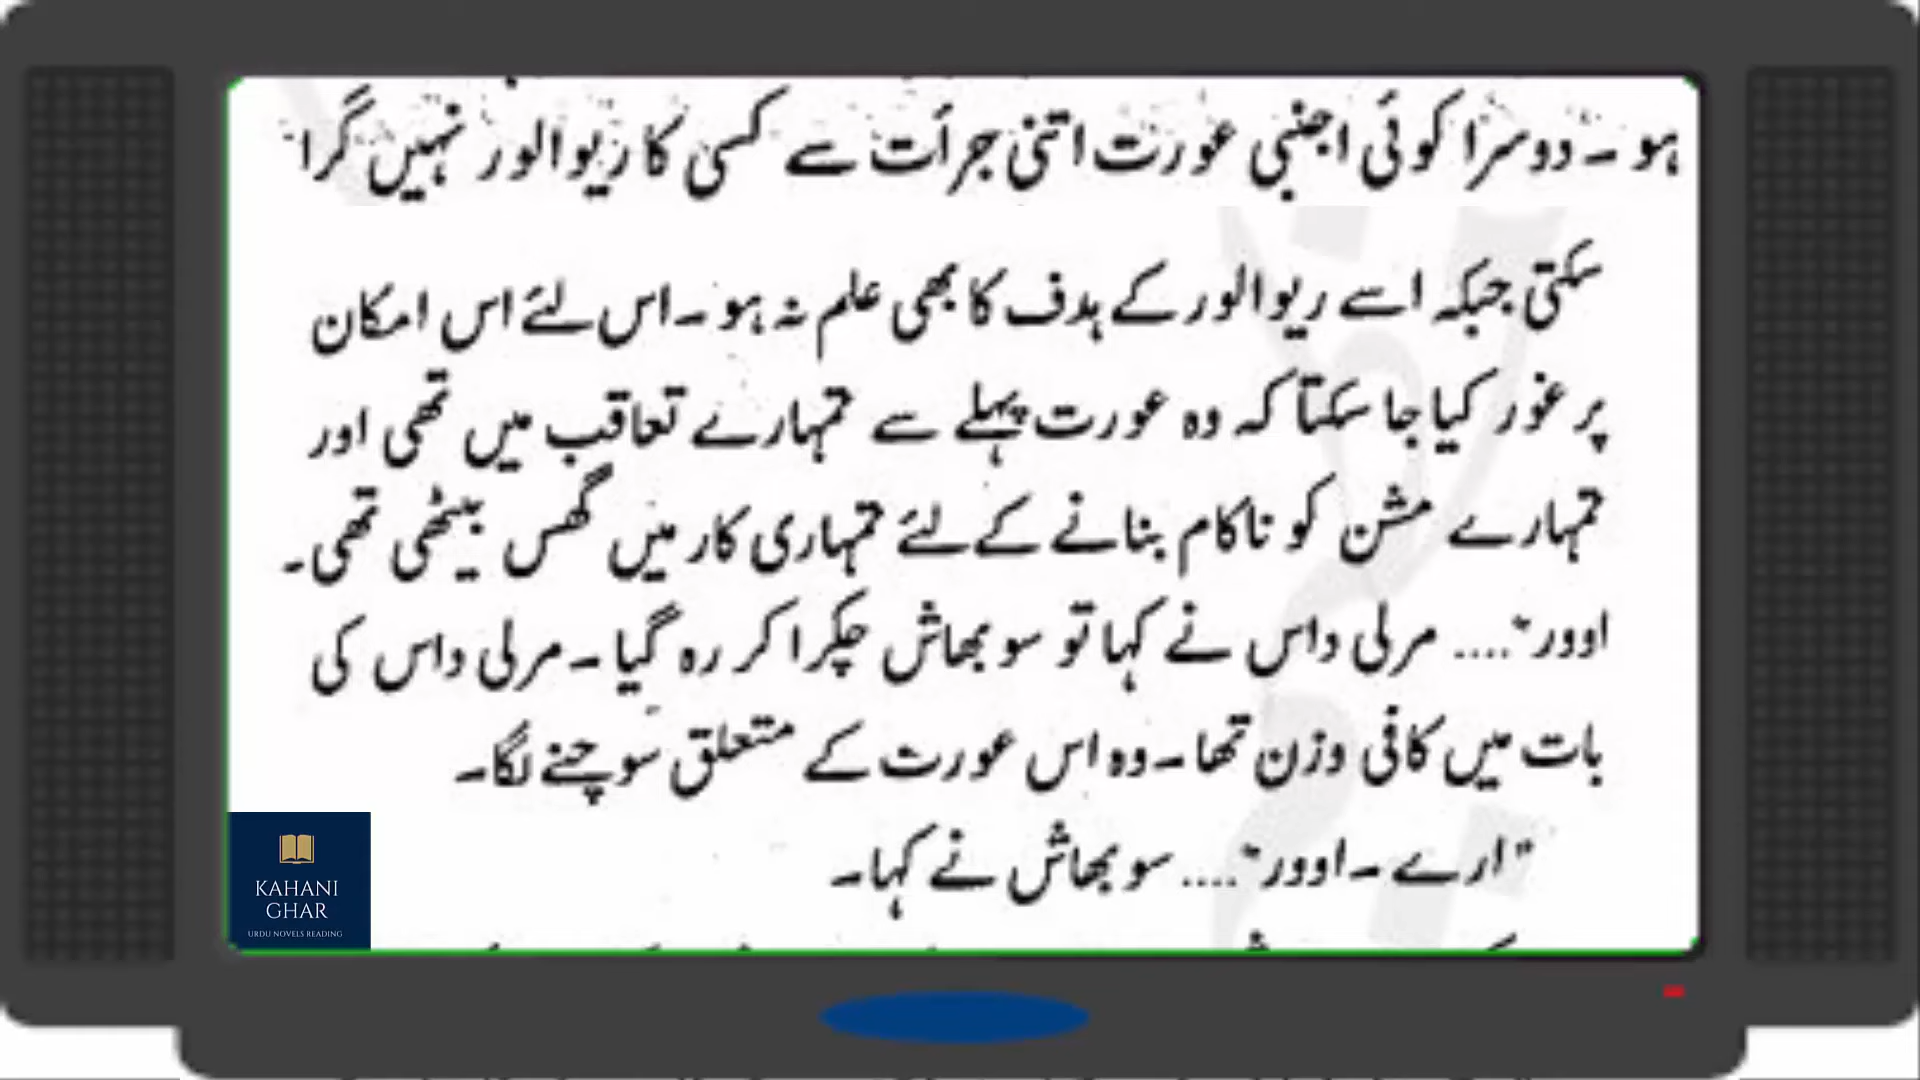 ہو ۔ دوسرا کوئی اجنبی عورت اتنی جرأت سے کسی کا ریوالور نہیں گرا
سکتی جبکہ اسے ریوالور کے ہدف کا بھی علم نہ ہو ۔ اس لئے اس امکان
پر غور کیا جا سکتا کہ وہ عورت پہلے سے تمہارے تعاقب میں تھی اور
تمہارے مشن کو ناکام بنانے کے لئے تمہاری کار میں گھس بیٹھی تھی ۔
اوور" .... مرلی داس نے کہا تو سوبھاش چکرا کر رہ گیا ۔ مرلی داس کی
بات میں کافی وزن تھا ۔ وہ اس عورت کے متعلق سوچنے لگا ۔
"ارے ۔ اوور" .... سوبھاش نے کہا ۔
KAHANI
GHAR
URDU NOVELS READING